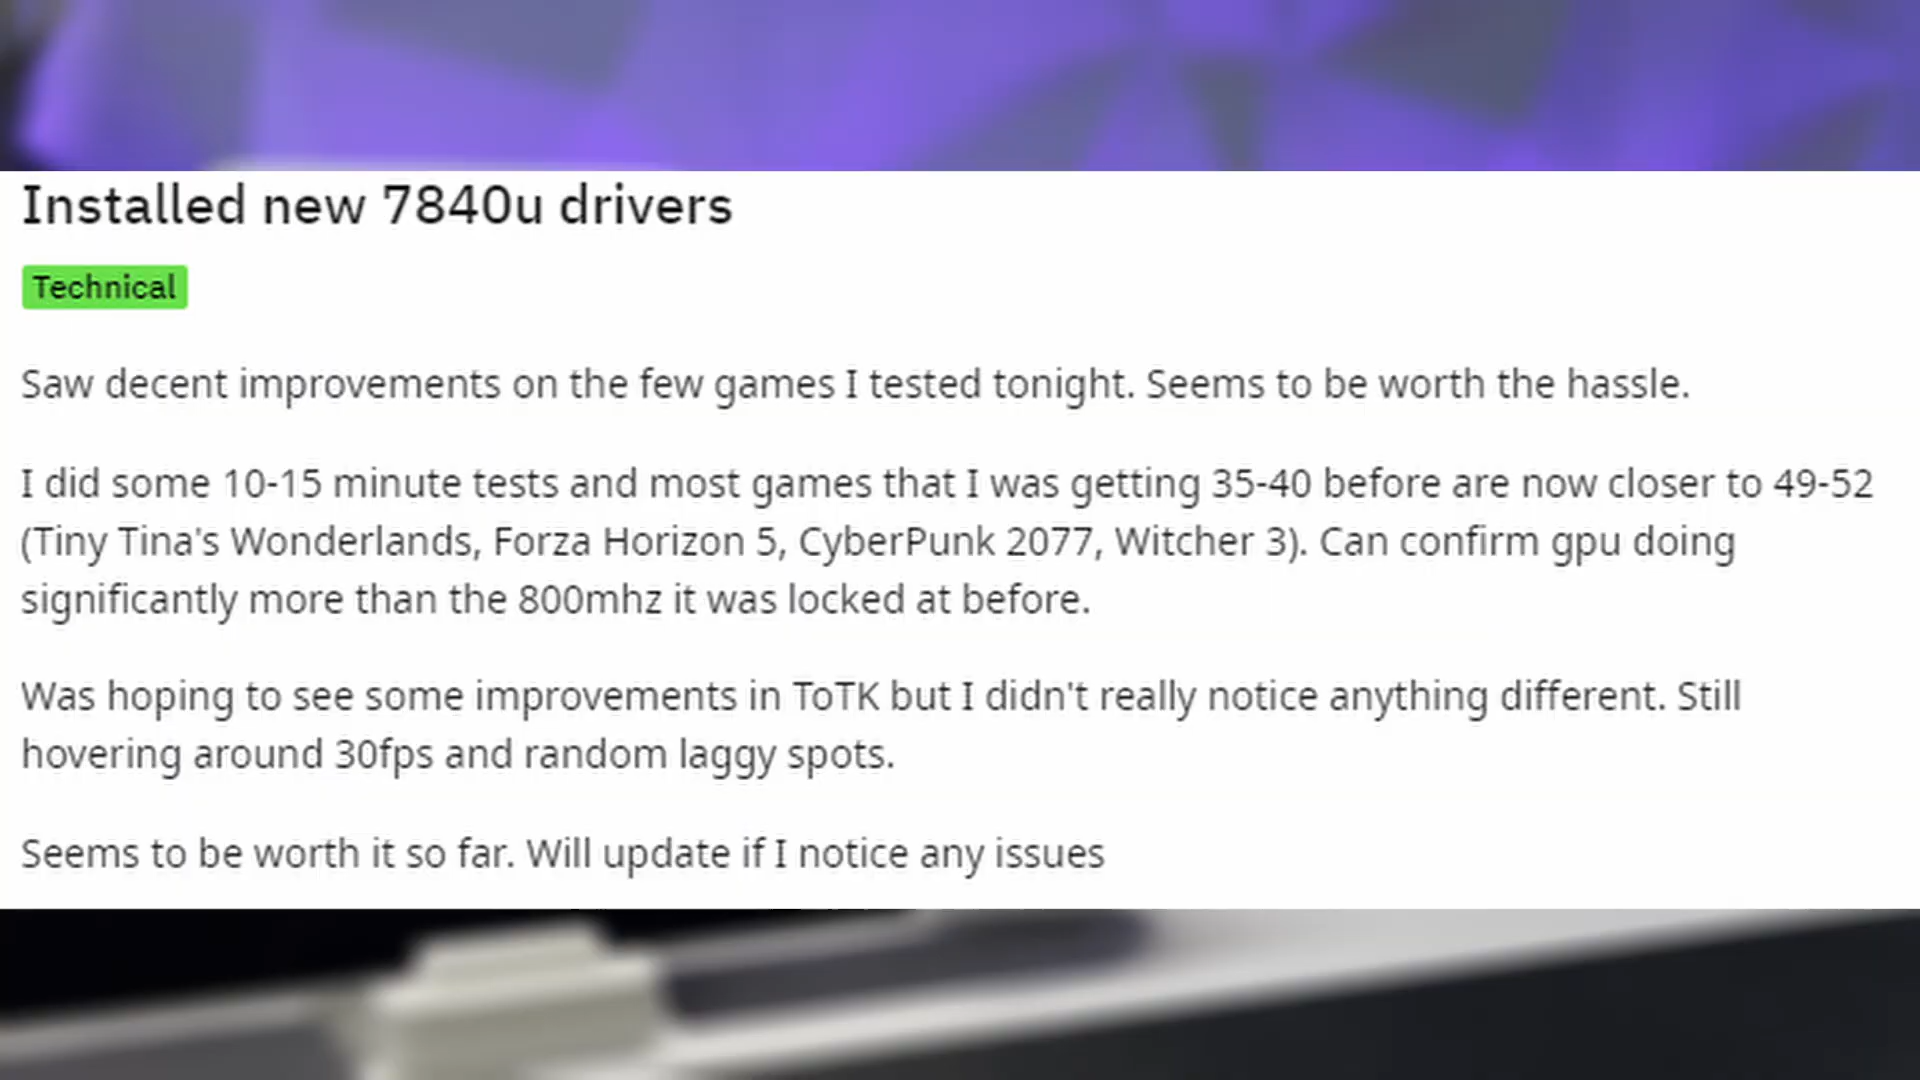 Installed new 7840u drivers
Technical
Saw decent improvements on the few games I tested tonight. Seems to be worth the hassle.
I did some 10-15 minute tests and most games that I was getting 35-40 before are now closer to 49-52
(Tiny Tina's Wonderlands, Forza Horizon 5, CyberPunk 2077, Witcher 3). Can confirm gpu doing
significantly more than the 800mhz it was locked at before.
Was hoping to see some improvements in ToTK but I didn't really notice anything different. Still
hovering around 30fps and random laggy spots.
Seems to be worth it so far. Will update if I notice any issues